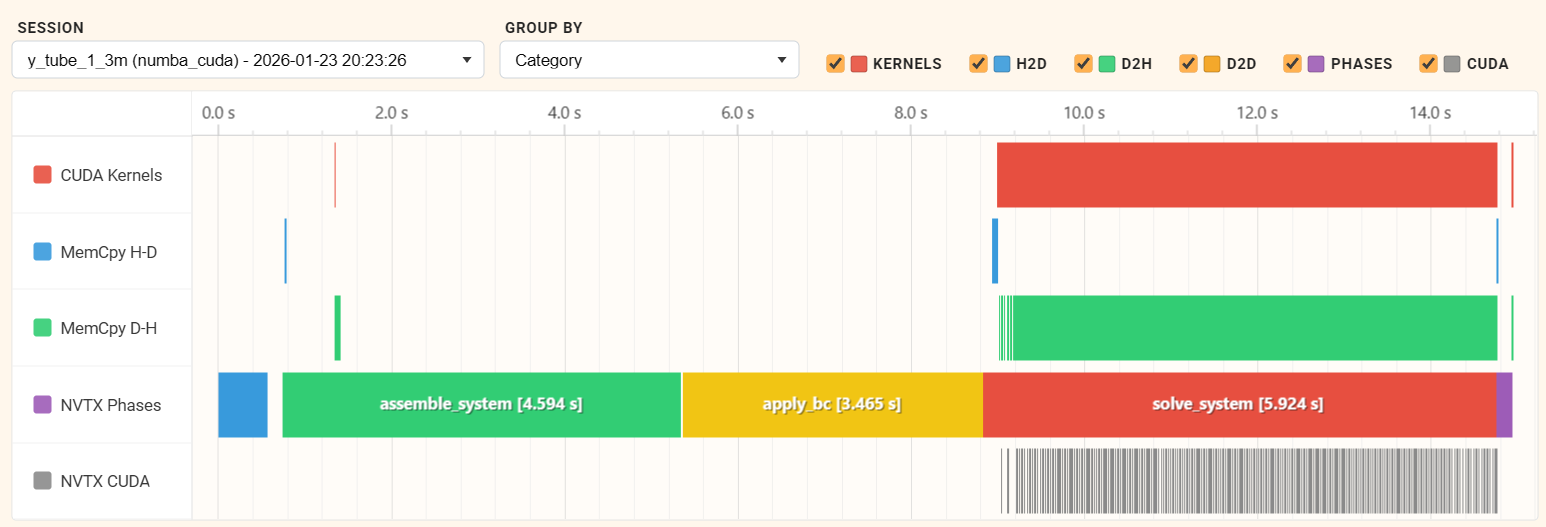 SESSION GROUP BY
y_tube_1_3m (numba_cuda) - 2026-01-23 20:23:26 Category KERNELS H2D D2H D2D PHASES CUDA
0.0 s 2.0 s 4.0 s 6.0 s 8.0 s 10.0 s 12.0 s 14.0 s
CUDA Kernels
MemCpy H-D
MemCpy D-H
NVTX Phases assemble_system [4.594 s] apply_bc [3.465 s] solve_system [5.924 s]
NVTX CUDA